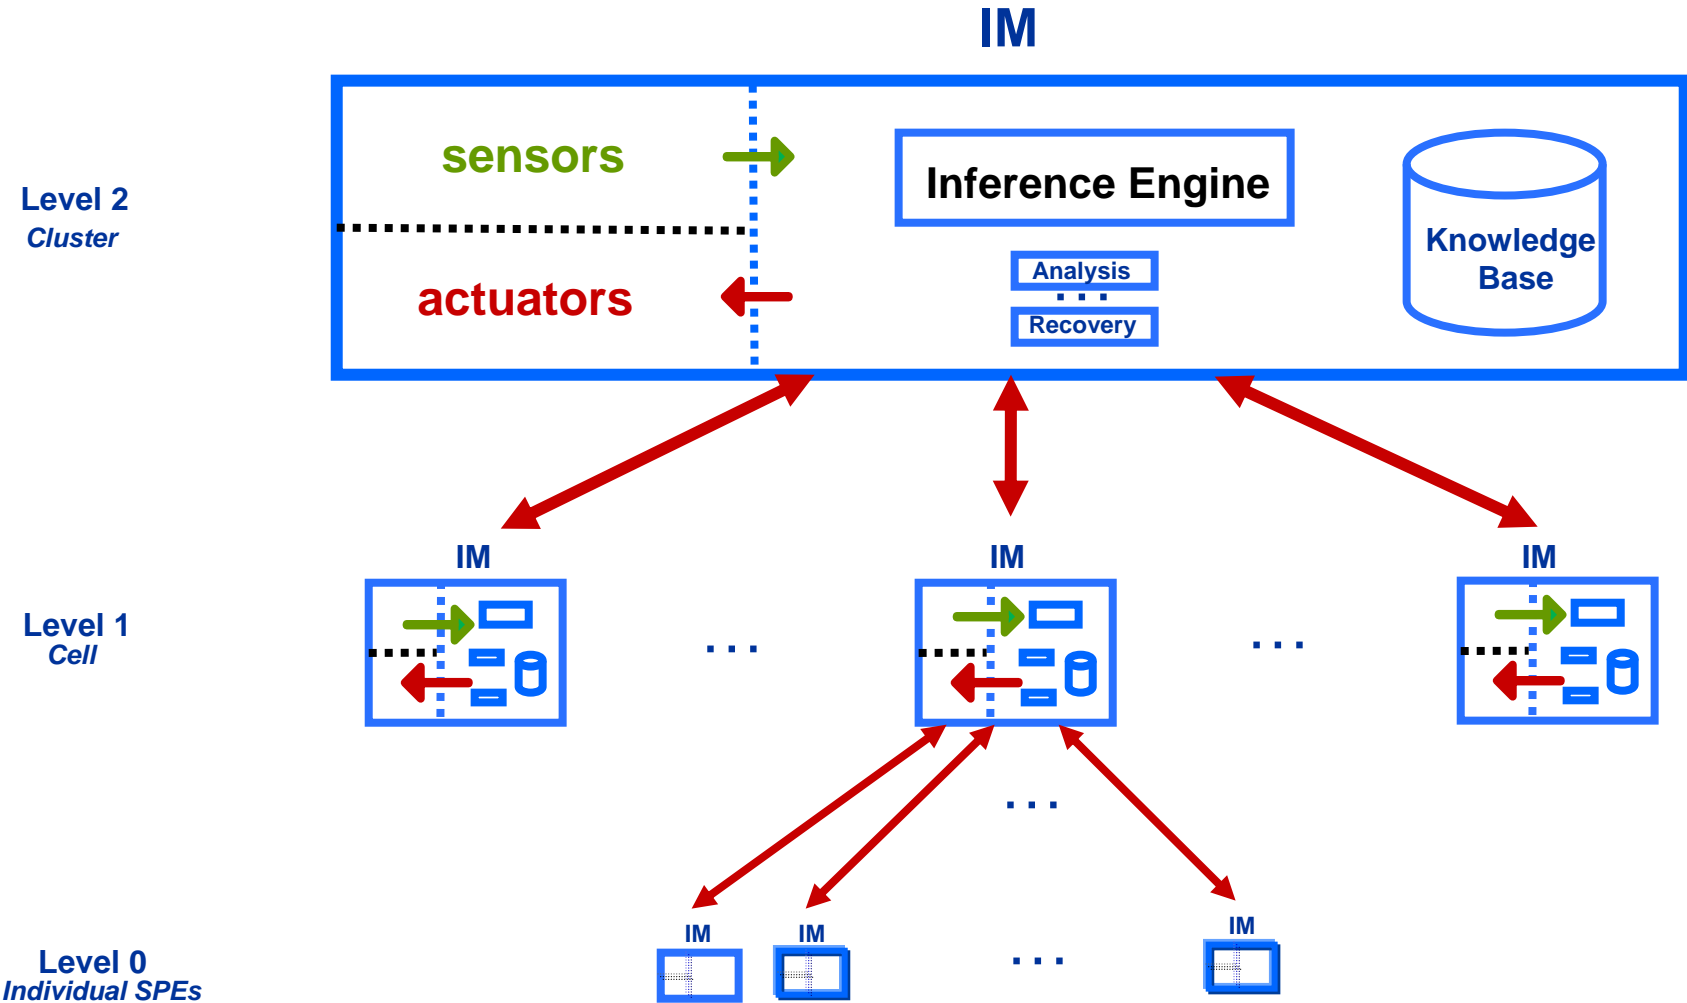 IM
sensors
Inference Engine
Level 2
Cluster
Knowledge
Base
Analysis
. . .
actuators
Recovery
IM
IM
IM
Level 1
Cell
. . .
. . .
. . .
IM
IM
IM
Level 0
Individual SPEs
. . .